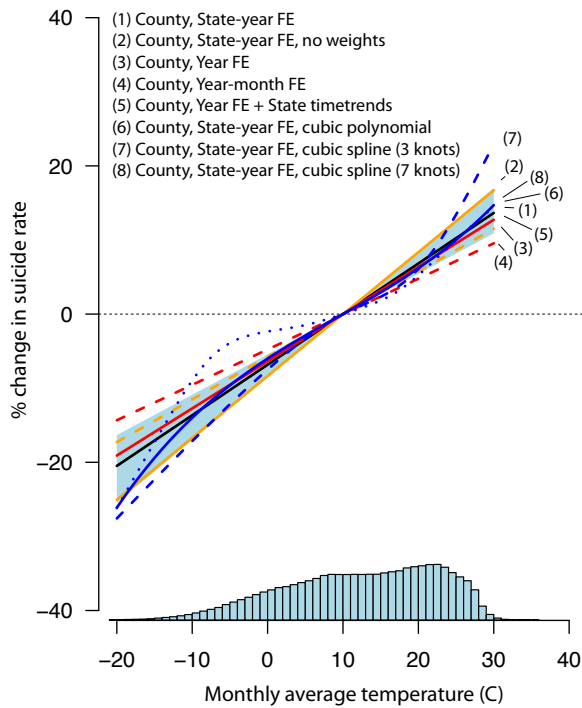 40
20
0
−20
−40
% change in suicide rate
(1) County, State-year FE
(2) County, State-year FE, no weights
(3) County, Year FE
(4) County, Year-month FE
(5) County, Year FE + State timetrends
(6) County, State-year FE, cubic polynomial
(7) County, State-year FE, cubic spline (3 knots)
(8) County, State-year FE, cubic spline (7 knots)
(7)
(2)
(8)
(6)
(1)
(5)
(3)
(4)
−20 −10 0 10 20 30 40
Monthly average temperature (C)